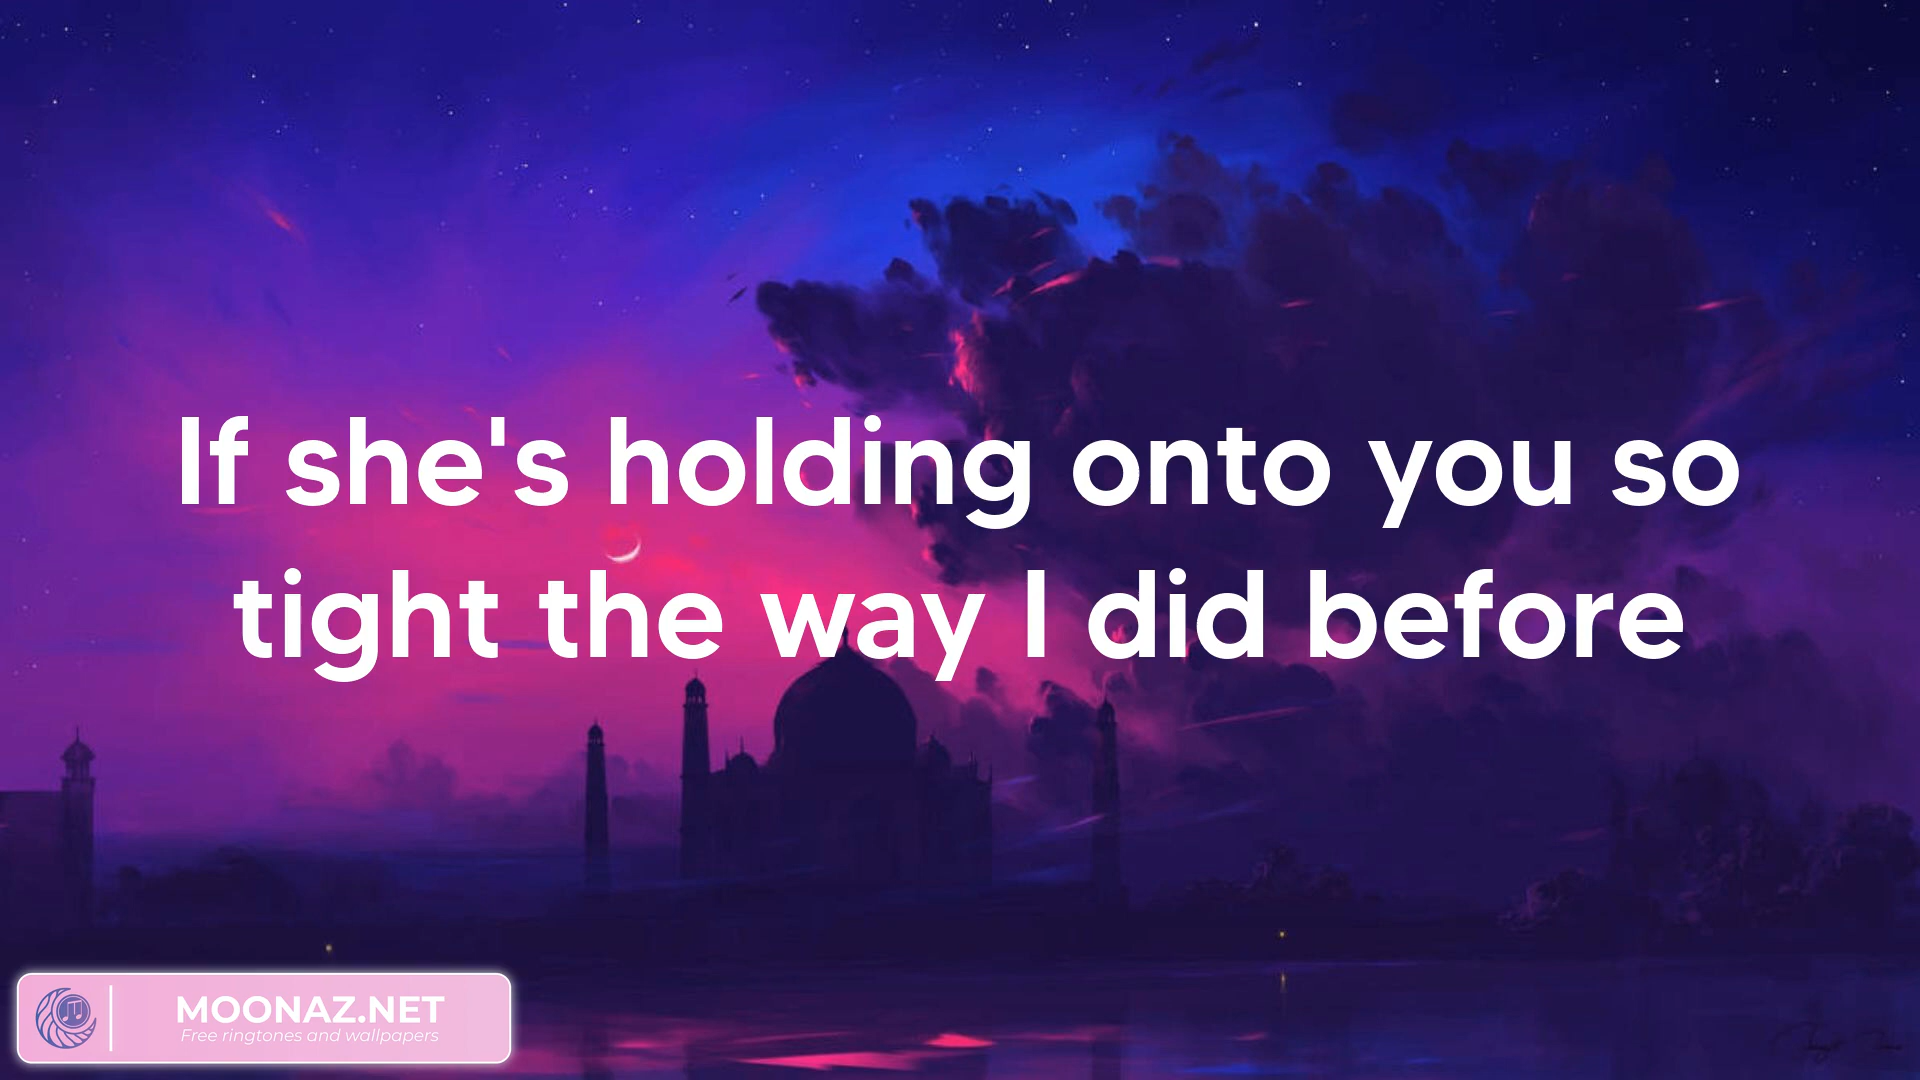 If she's holding onto you so
tight the way I did before
MOONAZ.NET
Free ringtones and wallpapers